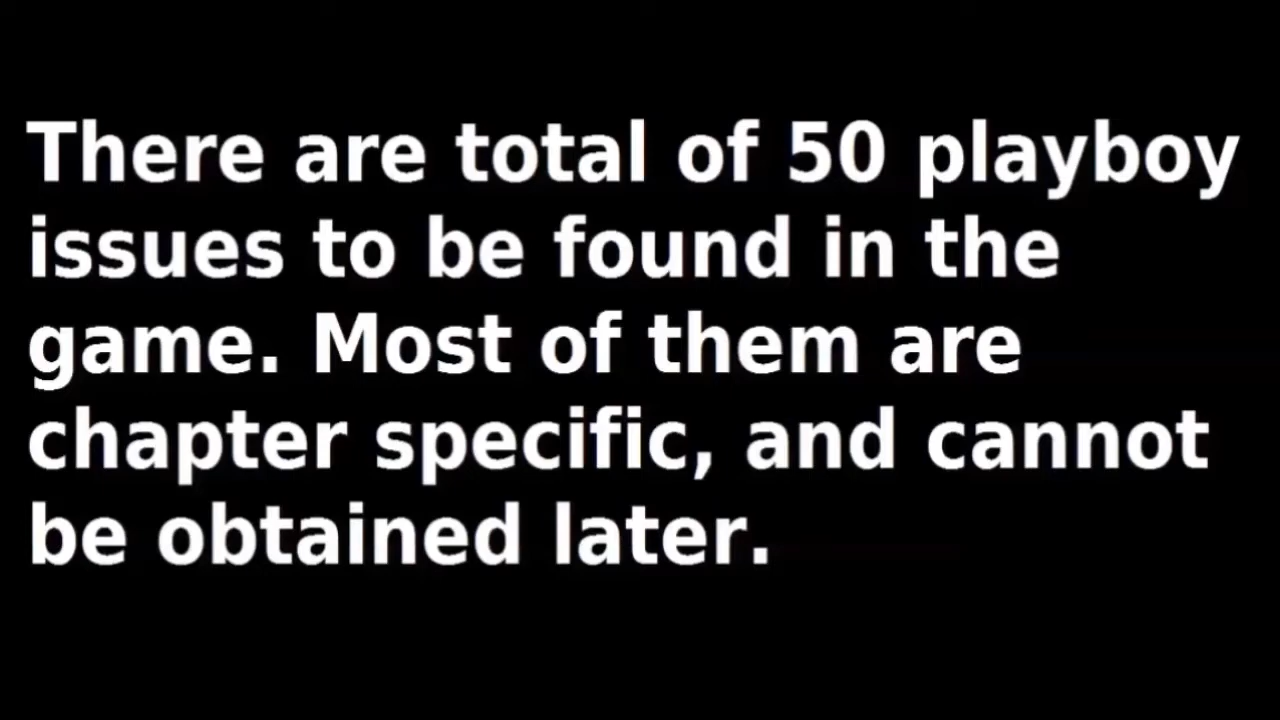 There are total of 50 playboy
issues to be found in the
game. Most of them are
chapter specific, and cannot
be obtained later.